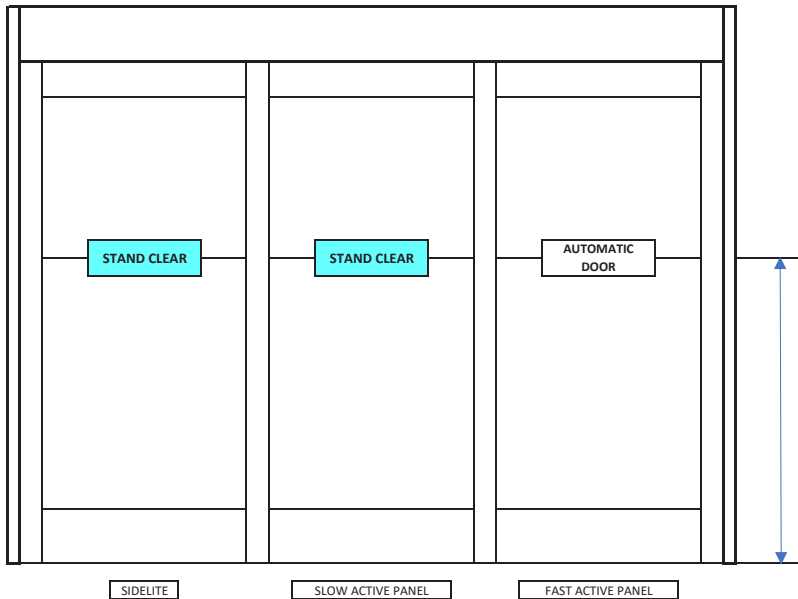 STAND CLEAR
STAND CLEAR
AUTOMATIC
DOOR
SIDELITE
SLOW ACTIVE PANEL
FAST ACTIVE PANEL